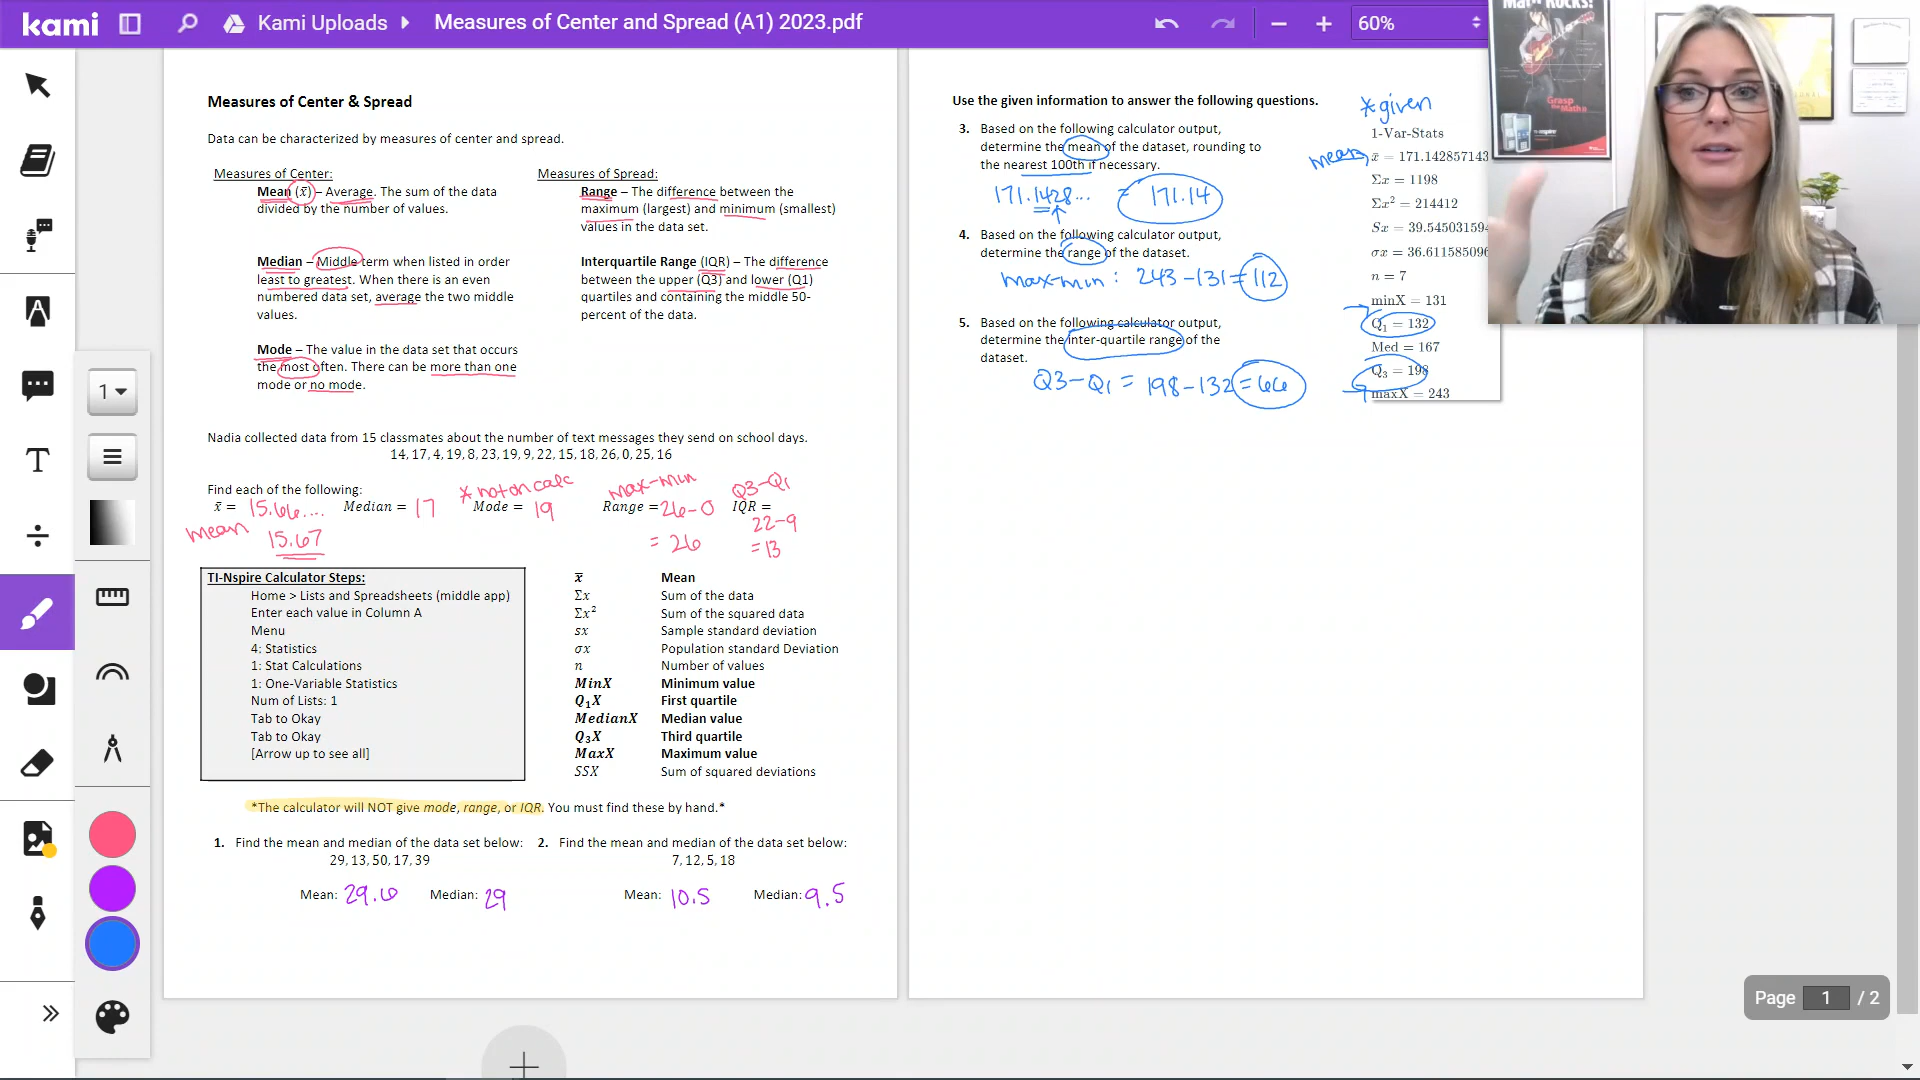 kami
Kami Uploads
Measures of Center and Spread (A1) 2023.pdf
60%
Math Rocks!
Grasp
the Math
Measures of Center & Spread
Data can be characterized by measures of center and spread.
Measures of Center:
Mean (x̄) – Average. The sum of the data
divided by the number of values.
Median – Middle term when listed in order
least to greatest. When there is an even
numbered data set, average the two middle
values.
Mode – The value in the data set that occurs
the most often. There can be more than one
mode or no mode.
Measures of Spread:
Range – The difference between the
maximum (largest) and minimum (smallest)
values in the data set.
Interquartile Range (IQR) – The difference
between the upper (Q3) and lower (Q1)
quartiles and containing the middle 50-
percent of the data.
Nadia collected data from 15 classmates about the number of text messages they send on school days.
14, 17, 4, 19, 8, 23, 19, 9, 22, 15, 18, 26, 0, 25, 16
Find each of the following:
x̄ = 15.66... 
mean 15.67
Median = 17
*not on calc
Mode = 19
max-min
Range = 26-0
= 26
Q3-Q1
IQR =
22-9
= 13
TI-Nspire Calculator Steps:
Home > Lists and Spreadsheets (middle app)
Enter each value in Column A
Menu
4: Statistics
1: Stat Calculations
1: One-Variable Statistics
Num of Lists: 1
Tab to Okay
Tab to Okay
[Arrow up to see all]
x̄ Mean
Σx Sum of the data
Σx² Sum of the squared data
sx Sample standard deviation
σx Population standard Deviation
n Number of values
MinX Minimum value
Q₁X First quartile
MedianX Median value
Q₃X Third quartile
MaxX Maximum value
SSX Sum of squared deviations
*The calculator will NOT give mode, range, or IQR. You must find these by hand.*
1. Find the mean and median of the data set below:
29, 13, 50, 17, 39
Mean: 29.6 Median: 29
2. Find the mean and median of the data set below:
7, 12, 5, 18
Mean: 10.5 Median: 9.5
Use the given information to answer the following questions.
3. Based on the following calculator output,
determine the mean of the dataset, rounding to
the nearest 100th if necessary.
171.1428... = 171.14
4. Based on the following calculator output,
determine the range of the dataset.
max-min: 243-131=112
5. Based on the following calculator output,
determine the inter-quartile range of the
dataset.
Q3-Q1 = 198-132=66
*given
1-Var-Stats
mean x̄ = 171.142857143
Σx = 1198
Σx² = 214412
Sx = 39.545031594
σx = 36.611585096
n = 7
minX = 131
Q₁ = 132
Med = 167
Q₃ = 198
maxX = 243
1
T
Page 1 / 2